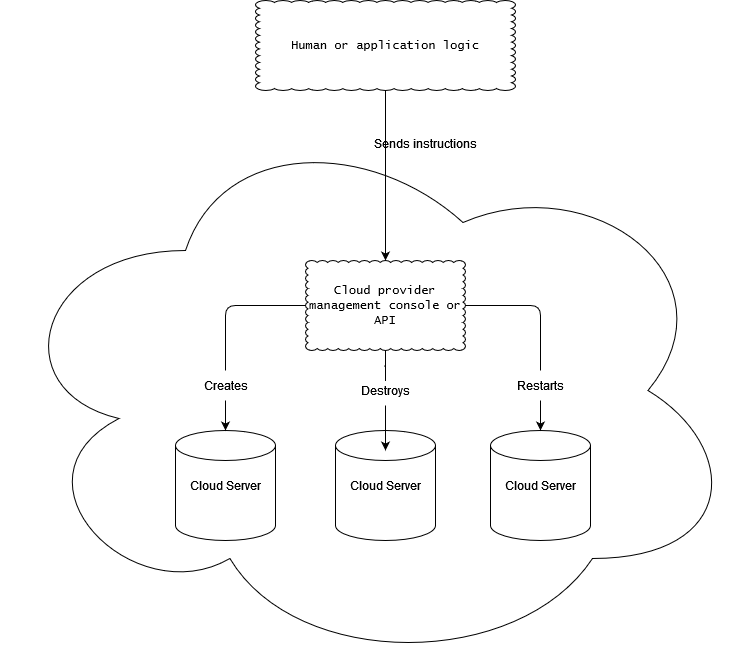 Human or application logic
Sends instructions
Cloud provider
management console or
API
Creates
Destroys
Restarts
Cloud Server
Cloud Server
Cloud Server